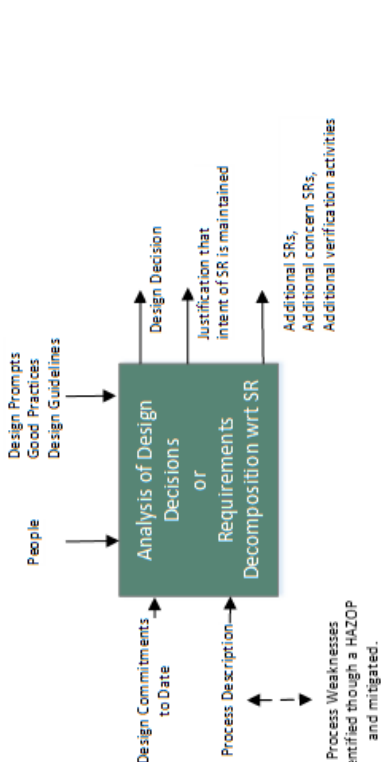 Design Prompts
Good Practices
Design Guidelines
People
Design Commitments
to Date
Process Description
Process Weaknesses
though a HAZOP
and mitigated.
Analysis of Design
Decisions
or
Requirements
Decomposition wrt SR
Design Decision
Justification that
intent of SR is maintained
Additional SRs,
Additional concern SRs,
Additional verification activities